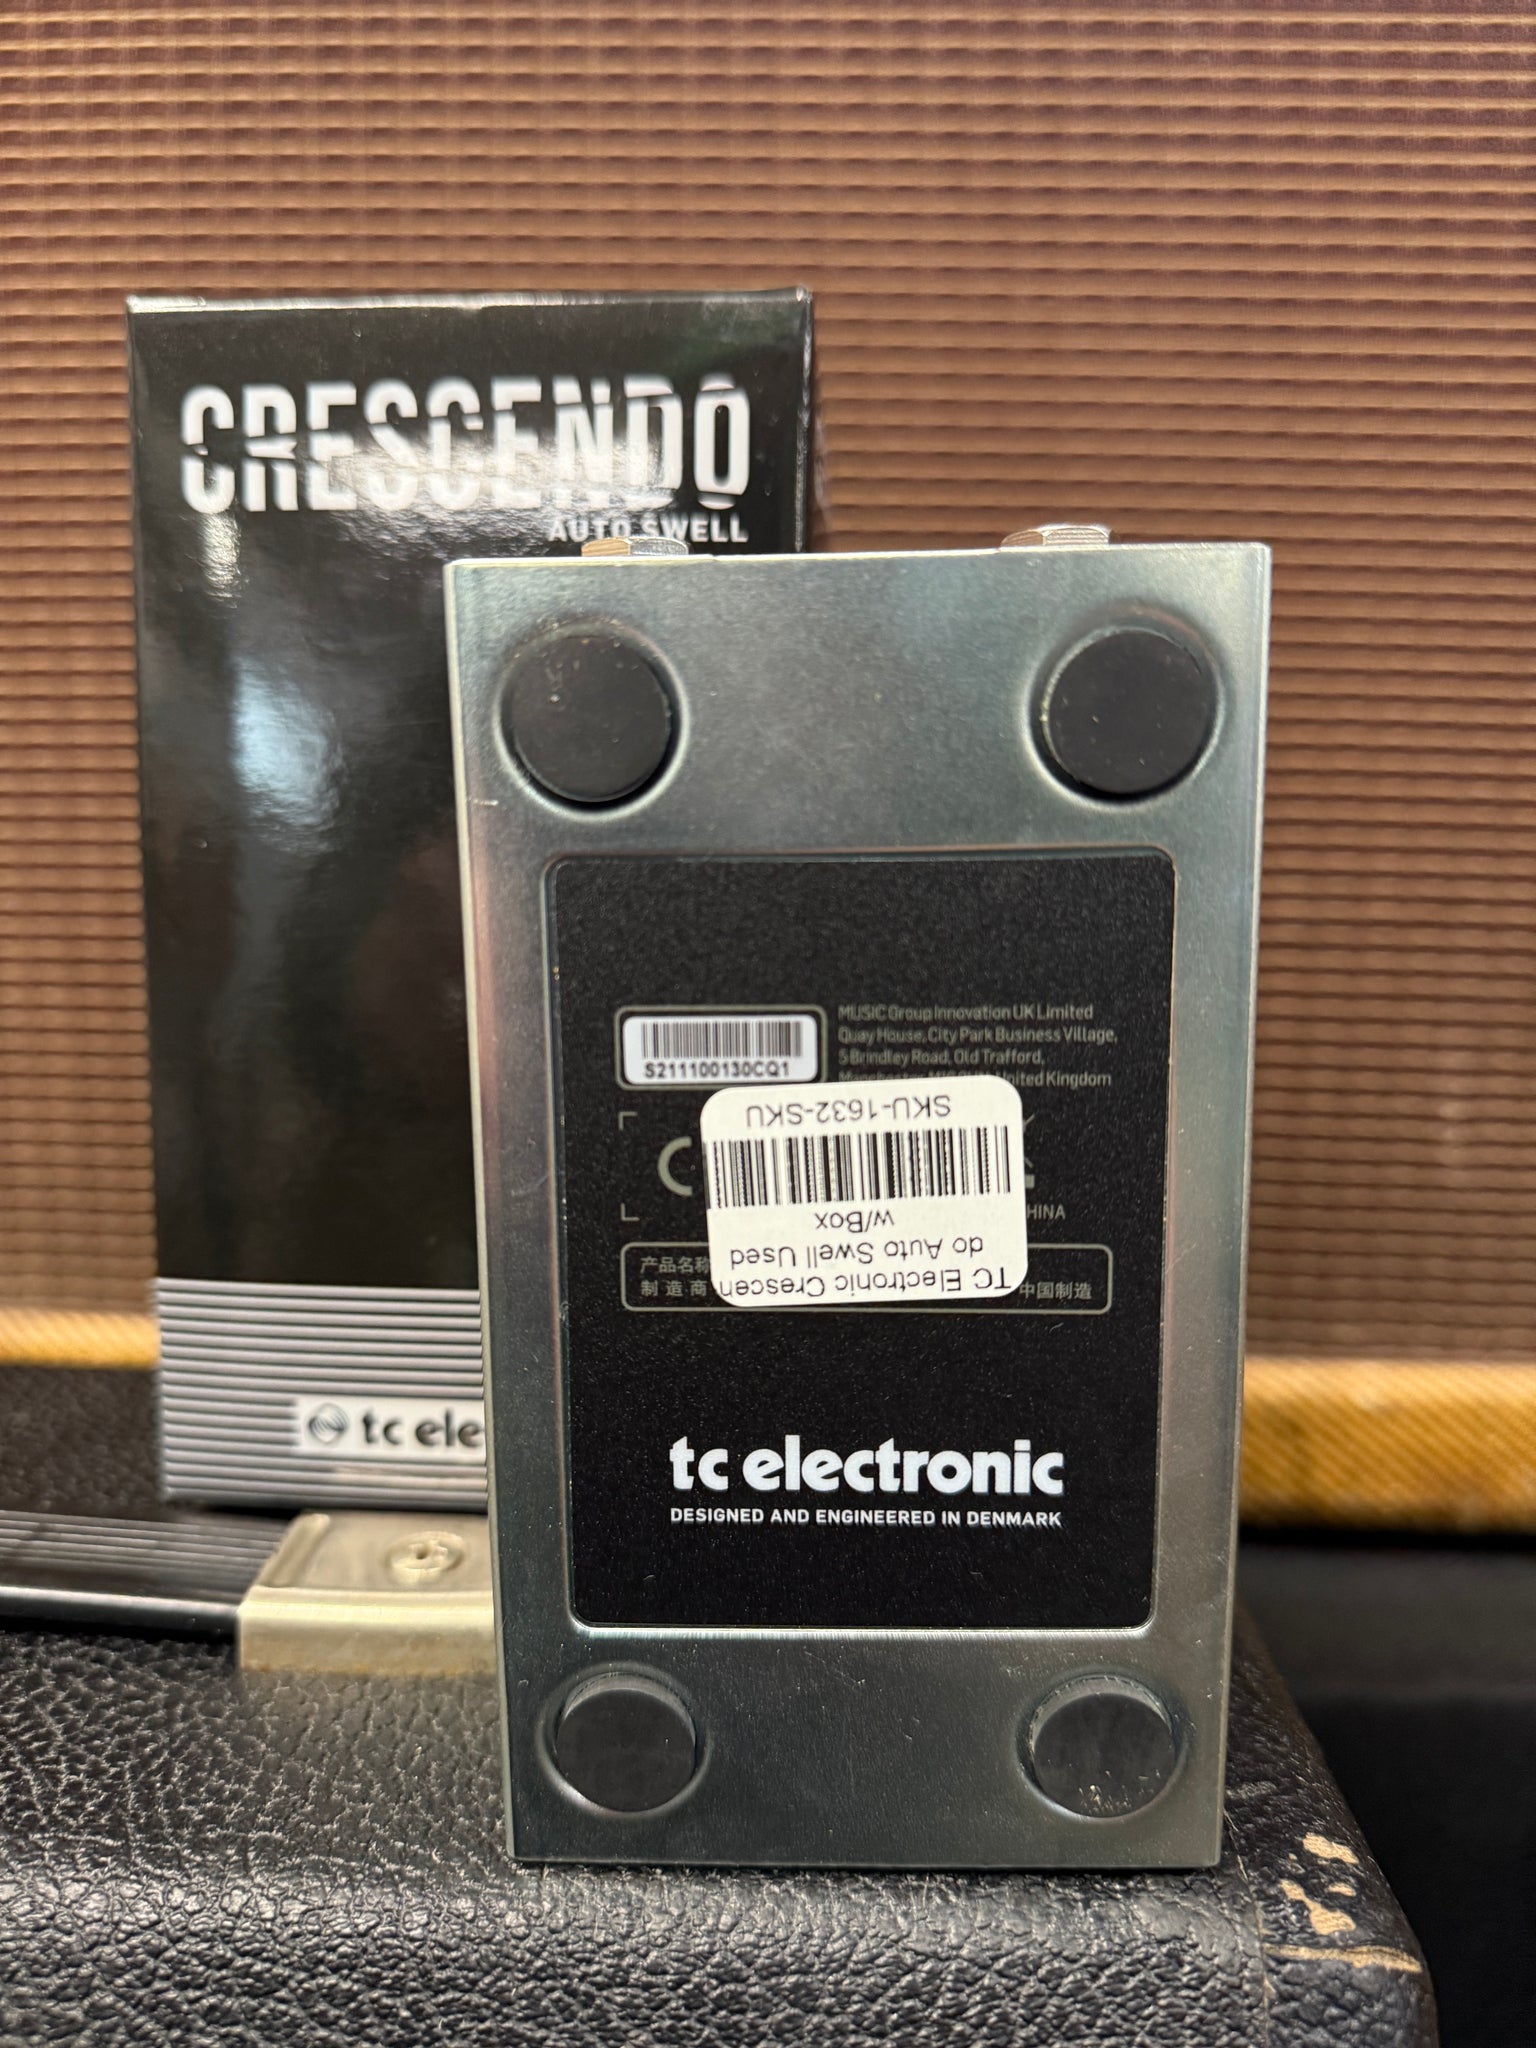 CRESCENDO
AUTO SWELL
S211100130CQ1
MUSIC Group Innovation UK Limited
Quay House, City Park Business Village,
5 Brindley Road, Old Trafford,
United Kingdom
SKU-1632-SKU
TC Electronic Crescen
do Auto Swell Used
w/Box
HINA
产品名称
制造商
中国制造
tc electronic
DESIGNED AND ENGINEERED IN DENMARK
tc ele